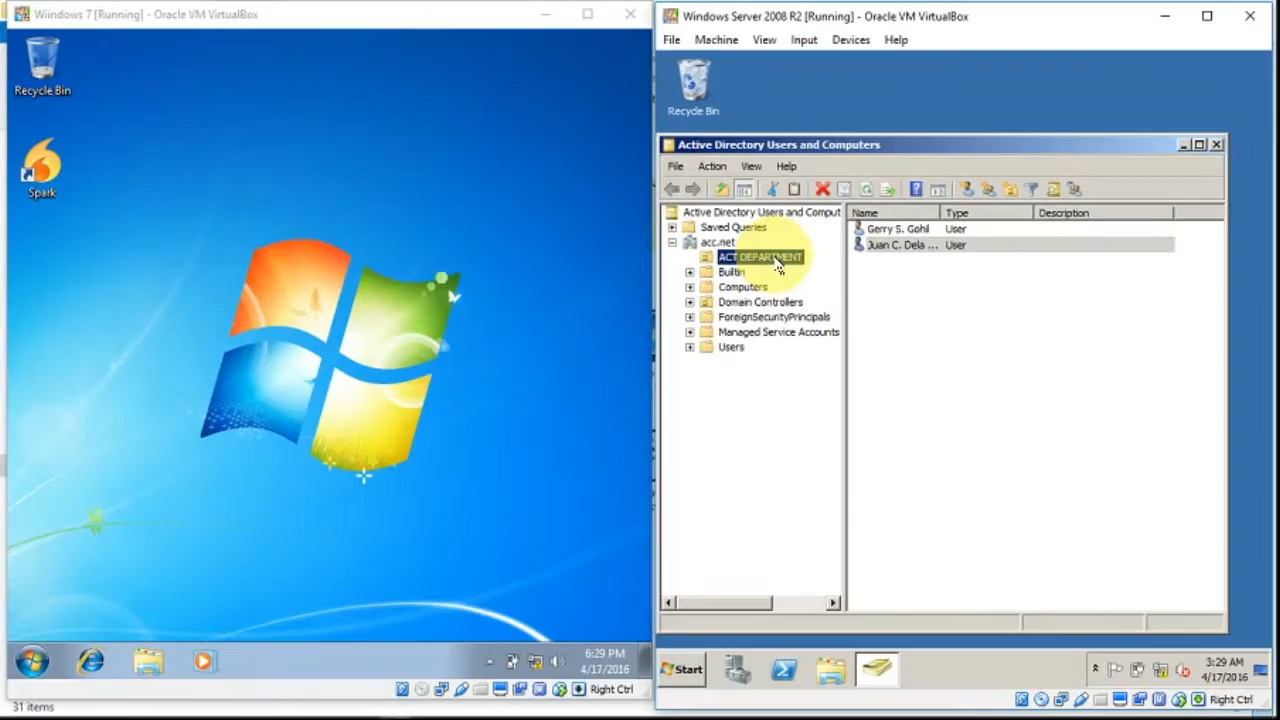 Wiindows 7 [Running] - Oracle VM VirtualBox
Recycle Bin
Spark
6:29 PM
4/17/2016
Right Ctrl
31 items
Windows Server 2008 R2 [Running] - Oracle VM VirtualBox
File Machine View Input Devices Help
Recycle Bin
Active Directory Users and Computers
File Action View Help
Active Directory Users and Comput
Saved Queries
acc.net
ACT DEPARTMENT
Builtin
Computers
Domain Controllers
ForeignSecurityPrincipals
Managed Service Accounts
Users
Name Type Description
Gerry S. Gohl User
Juan C. Dela ... User
Start
3:29 AM
4/17/2016
Right Ctrl